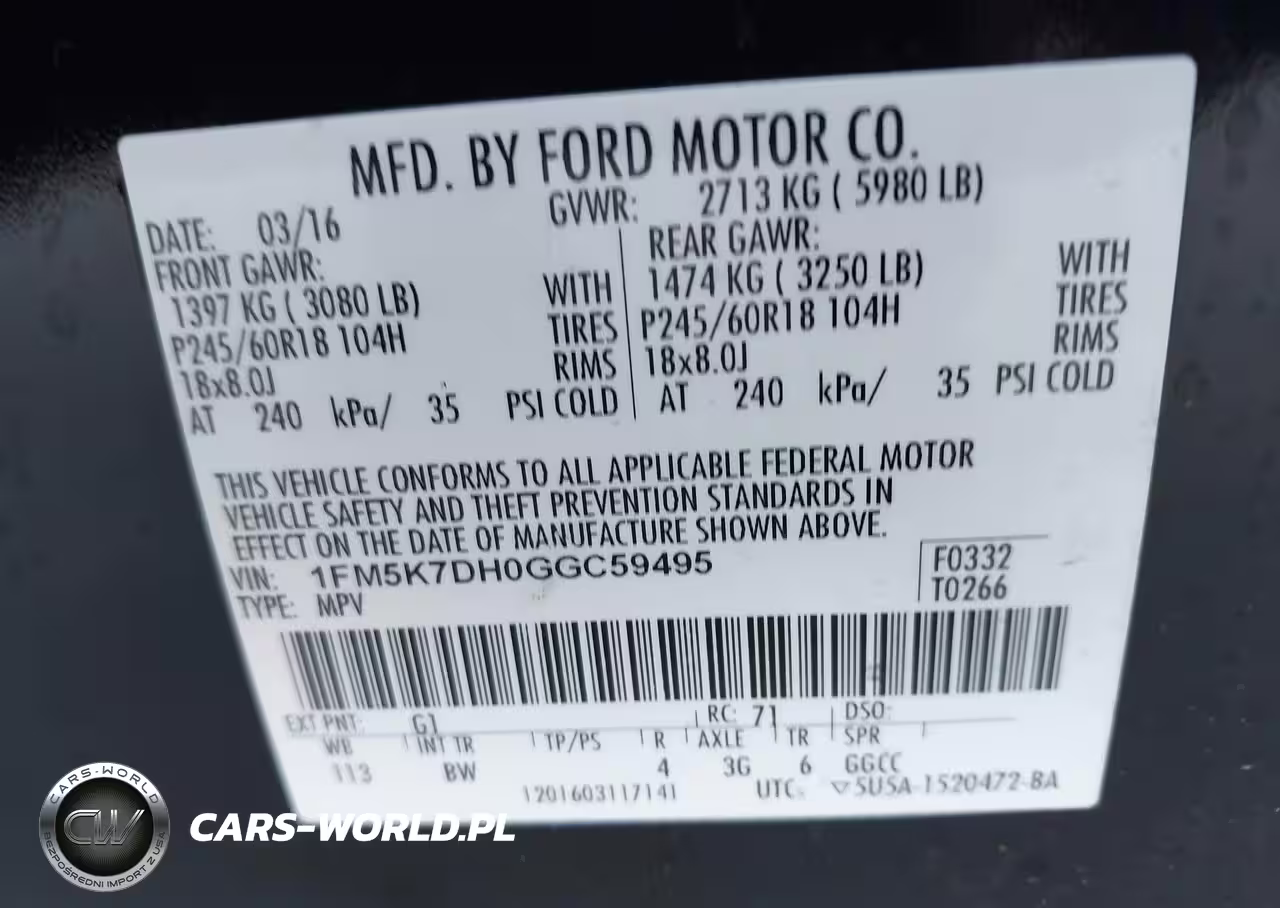 MFD. BY FORD MOTOR CO.
DATE: 03/16 GVWR: 2713 KG ( 5980 LB)
FRONT GAWR: REAR GAWR:
1397 KG ( 3080 LB) WITH 1474 KG ( 3250 LB) WITH
P245/60R18 104H TIRES P245/60R18 104H TIRES
18x8.0J RIMS 18x8.0J RIMS
AT 240 kPa/ 35 PSI COLD AT 240 kPa/ 35 PSI COLD
THIS VEHICLE CONFORMS TO ALL APPLICABLE FEDERAL MOTOR
VEHICLE SAFETY AND THEFT PREVENTION STANDARDS IN
EFFECT ON THE DATE OF MANUFACTURE SHOWN ABOVE.
VIN: 1FM5K7DH0GGC59495 F0332
TYPE: MPV T0266
EXT PNT: G1 RC: 71 DSO:
WB INT TR TP/PS R AXLE TR SPR
113 BW 4 3G 6 GGCC
1201603117141 UTC: ▽5U5A-1520472-BA
CARS-WORLD
CW
BEZPOŚREDNI IMPORT Z USA
CARS-WORLD.PL